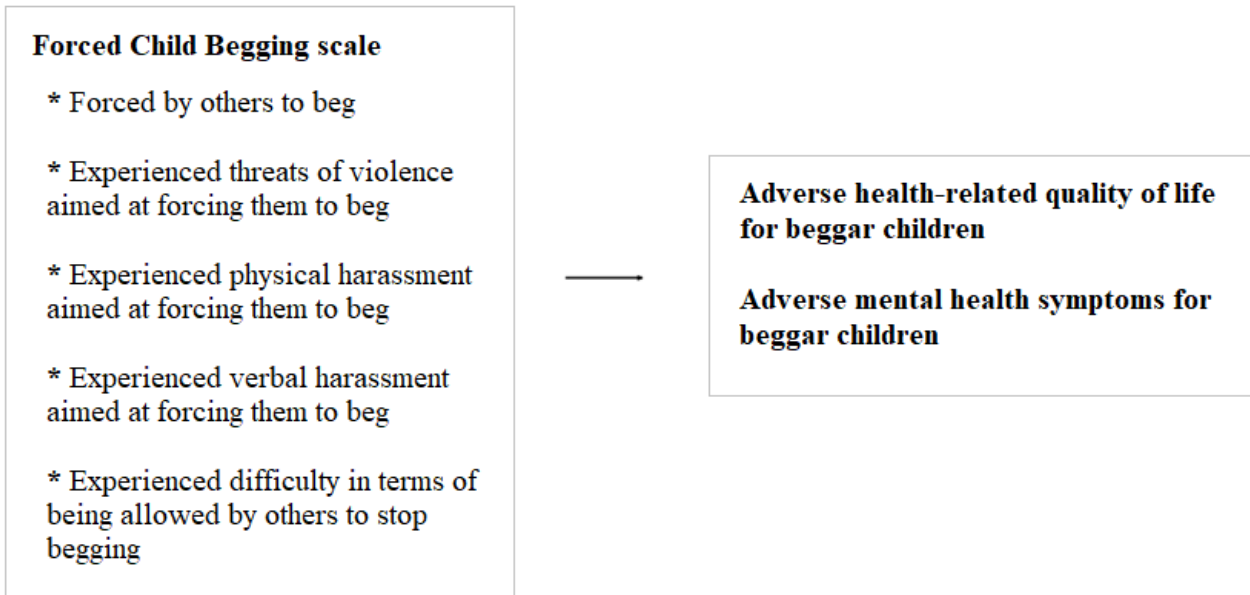 Forced Child Begging scale
* Forced by others to beg
* Experienced threats of violence
aimed at forcing them to beg
* Experienced physical harassment
aimed at forcing them to beg
* Experienced verbal harassment
aimed at forcing them to beg
* Experienced difficulty in terms of
being allowed by others to stop
begging
Adverse health-related quality of life
for beggar children
Adverse mental health symptoms for
beggar children